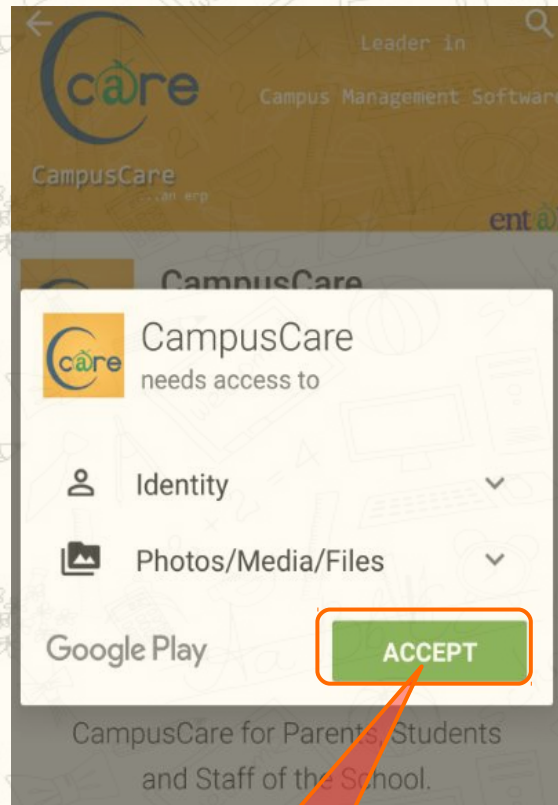 Leader in
Campus Management Software
care
CampusCare
...an erp
CampusCare
CampusCare
care
needs access to
Identity
Photos/Media/Files
Google Play
ACCEPT
CampusCare for Parents, Students
and Staff of the School.